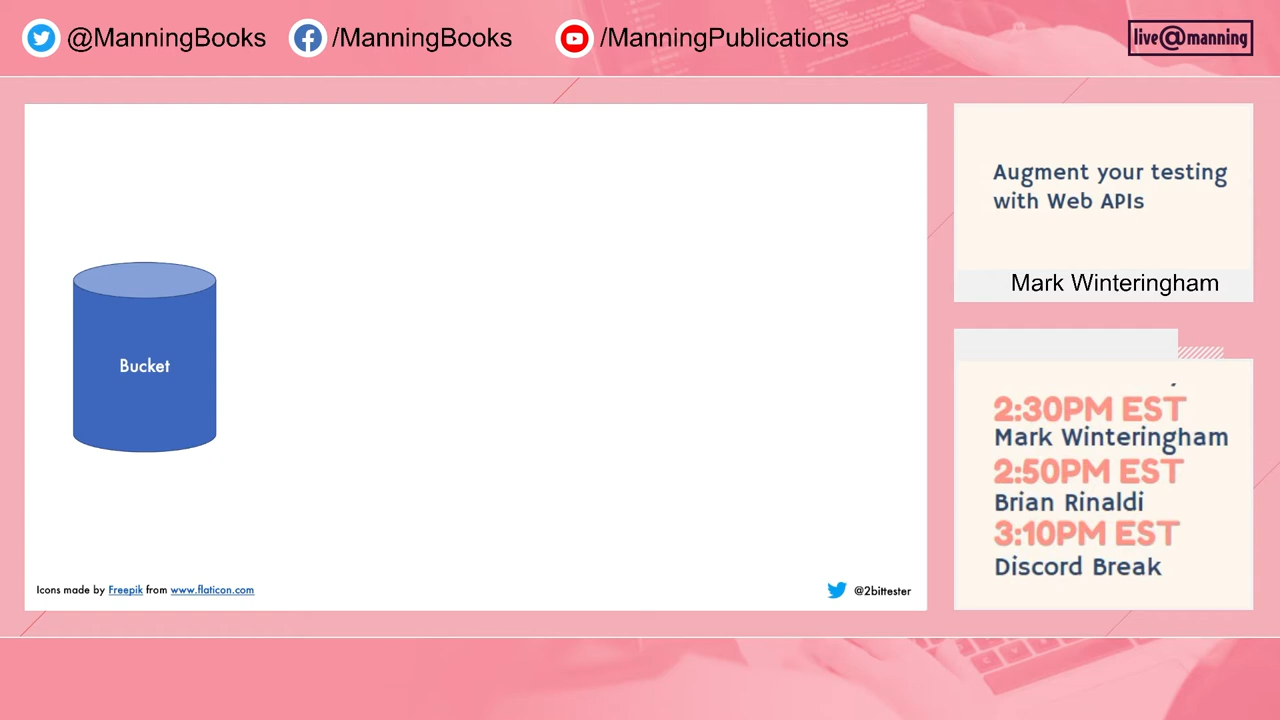 @ManningBooks
/ManningBooks
/ManningPublications
live@manning
Bucket
Icons made by Freepik from www.flaticon.com
@2bittester
Augment your testing
with Web APIs
Mark Winteringham
2:30PM EST
Mark Winteringham
2:50PM EST
Brian Rinaldi
3:10PM EST
Discord Break